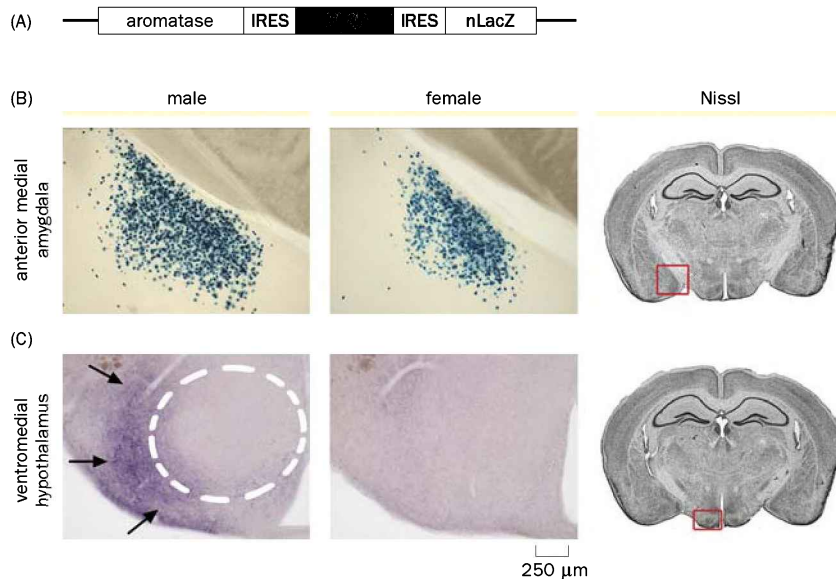 (A)
aromatase IRES IRES nLacZ
(B)
male female Nissl
anterior medial
amygdala
(C)
ventromedial
hypothalamus
250 μm